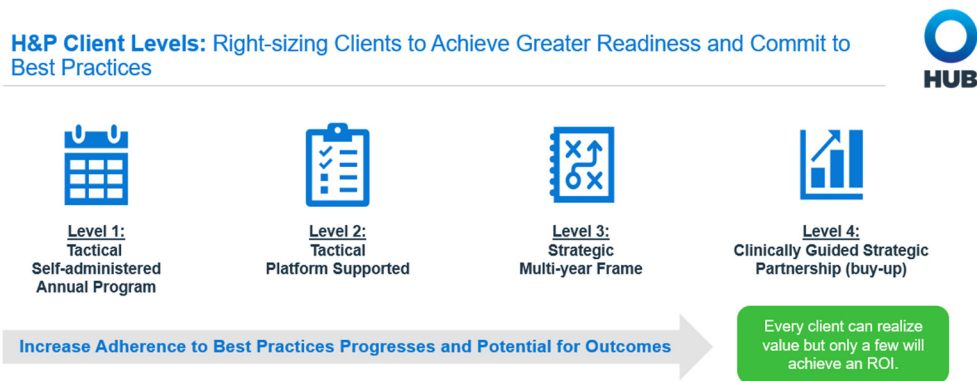 H&P Client Levels: Right-sizing Clients to Achieve Greater Readiness and Commit to
Best Practices
HUB
Level 1:
Tactical
Self-administered
Annual Program
Level 2:
Tactical
Platform Supported
Level 3:
Strategic
Multi-year Frame
Level 4:
Clinically Guided Strategic
Partnership (buy-up)
Increase Adherence to Best Practices Progresses and Potential for Outcomes
Every client can realize
value but only a few will
achieve an ROI.